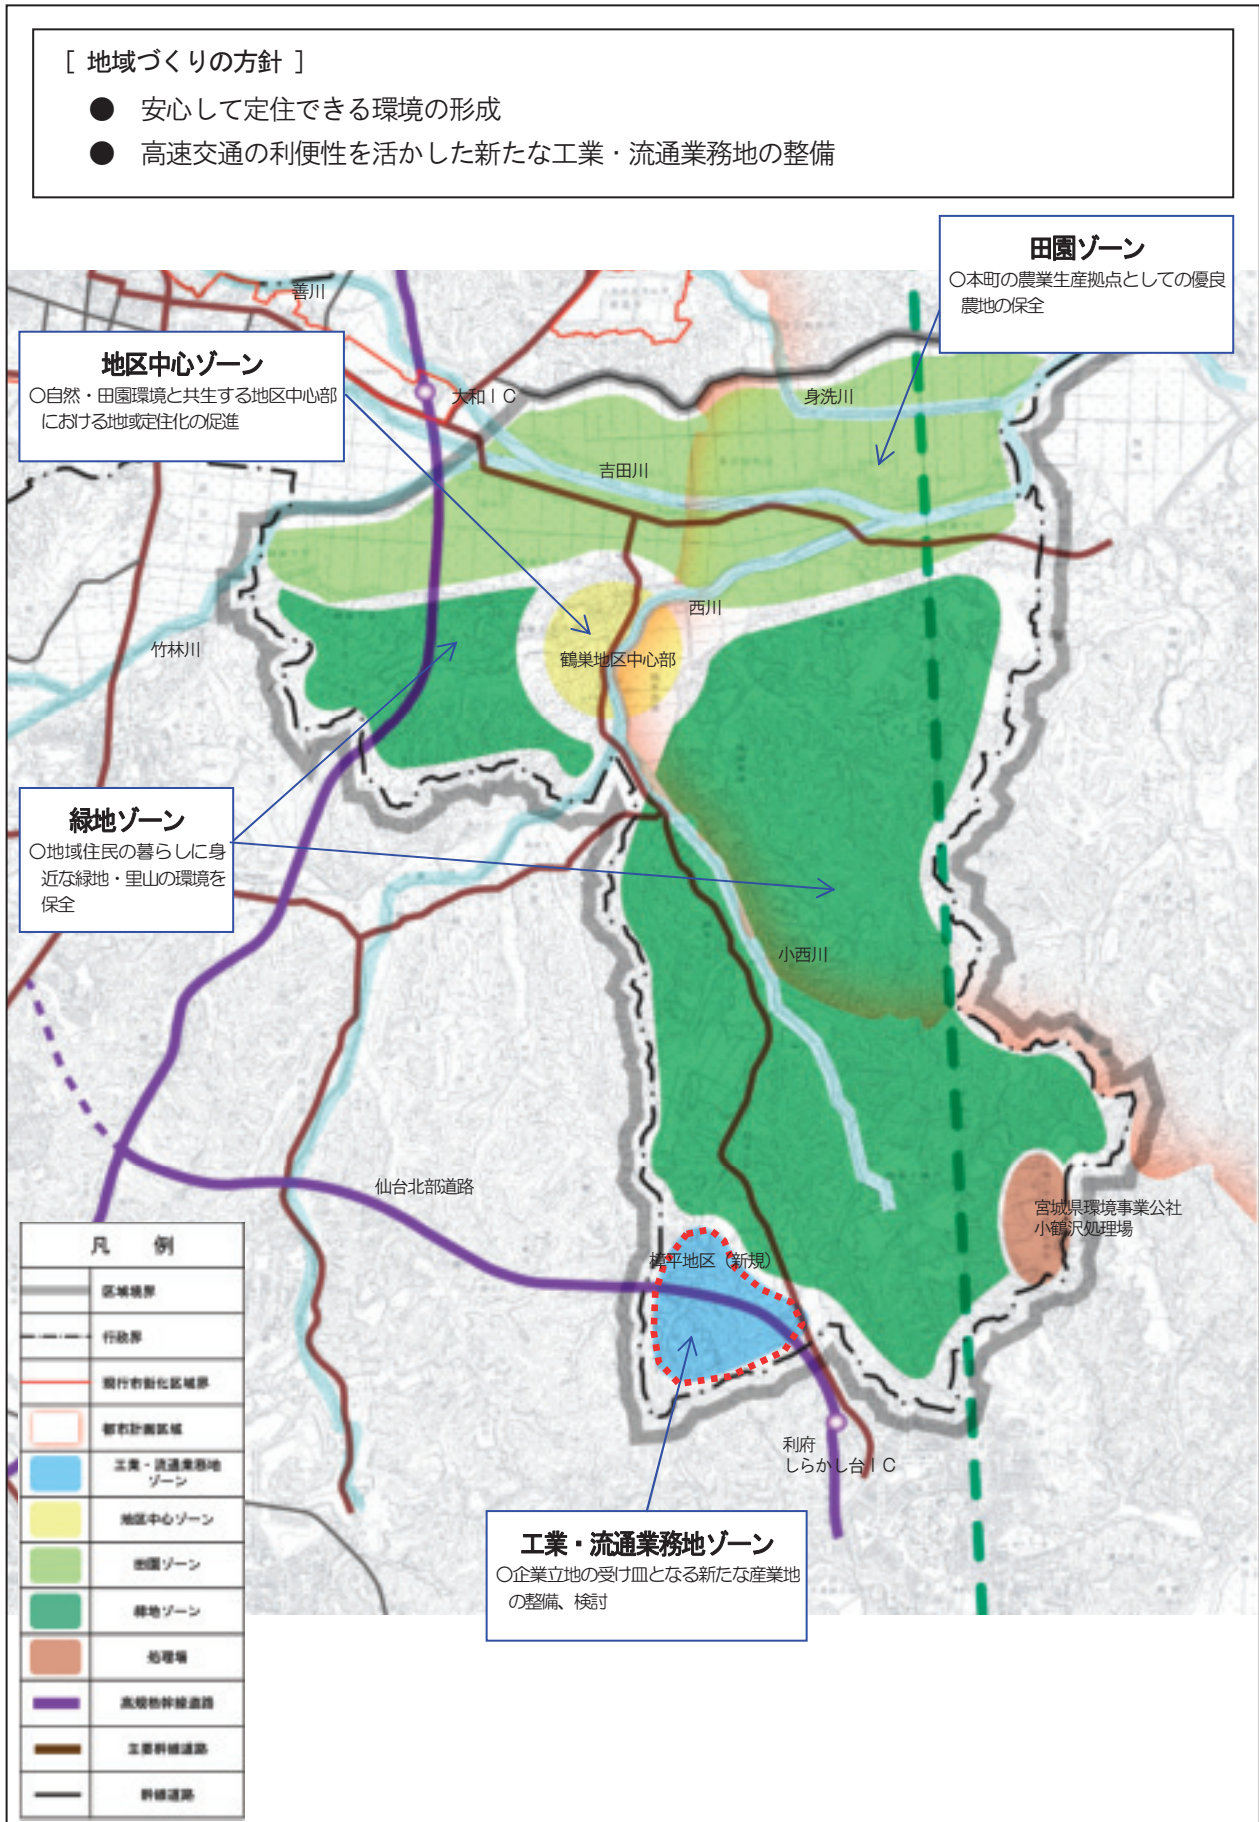 ［ 地域づくりの方針 ］
● 安心して定住できる環境の形成
● 高速交通の利便性を活かした新たな工業・流通業務地の整備
田園ゾーン
○本町の農業生産拠点としての優良
農地の保全
善川
地区中心ゾーン
○自然・田園環境と共生する地区中心部
における地域定住化の促進
大和ＩＣ
身洗川
吉田川
西川
竹林川
鶴巣地区中心部
緑地ゾーン
○地域住民の暮らしに身
近な緑地・里山の環境を
保全
小西川
仙台北部道路
宮城県環境事業公社
小鶴沢処理場
樟平地区（新規）
利府
しらかし台ＩＣ
工業・流通業務地ゾーン
○企業立地の受け皿となる新たな産業地
の整備、検討
凡　例
区域境界
行政界
現行市街化区域界
都市計画区域
工業・流通業務地
ゾーン
地区中心ゾーン
田園ゾーン
緑地ゾーン
処理場
高規格幹線道路
主要幹線道路
幹線道路